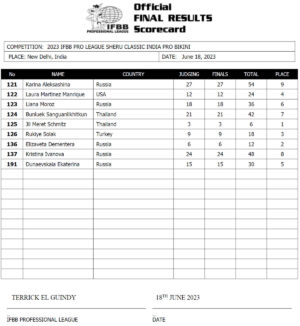 Official
FINAL RESULTS
Scorecard
IFBB
PROFESSIONAL LEAGUE
COMPETITION: 2023 IFBB PRO LEAGUE SHERU CLASSIC INDIA PRO BIKINI
PLACE: New Delhi, India DATE: June 18, 2023
No NAME COUNTRY JUDGING FINALS TOTAL PLACE
121 Karina Aleksashina Russia 27 27 54 9
122 Laura Martinez Manrique USA 12 12 24 4
123 Liana Moroz Russia 18 18 36 6
124 Bunluek Sanguanlikhitkun Thailand 21 21 42 7
125 Ji Meret Schmitz Thailand 3 3 6 1
126 Rukiye Solak Turkey 9 9 18 3
136 Elizaveta Dementera Russia 6 6 12 2
137 Kristina Ivanova Russia 24 24 48 8
191 Dunaevskaia Ekaterina Russia 15 15 30 5
TERRICK EL GUINDY 18TH JUNE 2023
IFBB PROFESSIONAL LEAGUE DATE